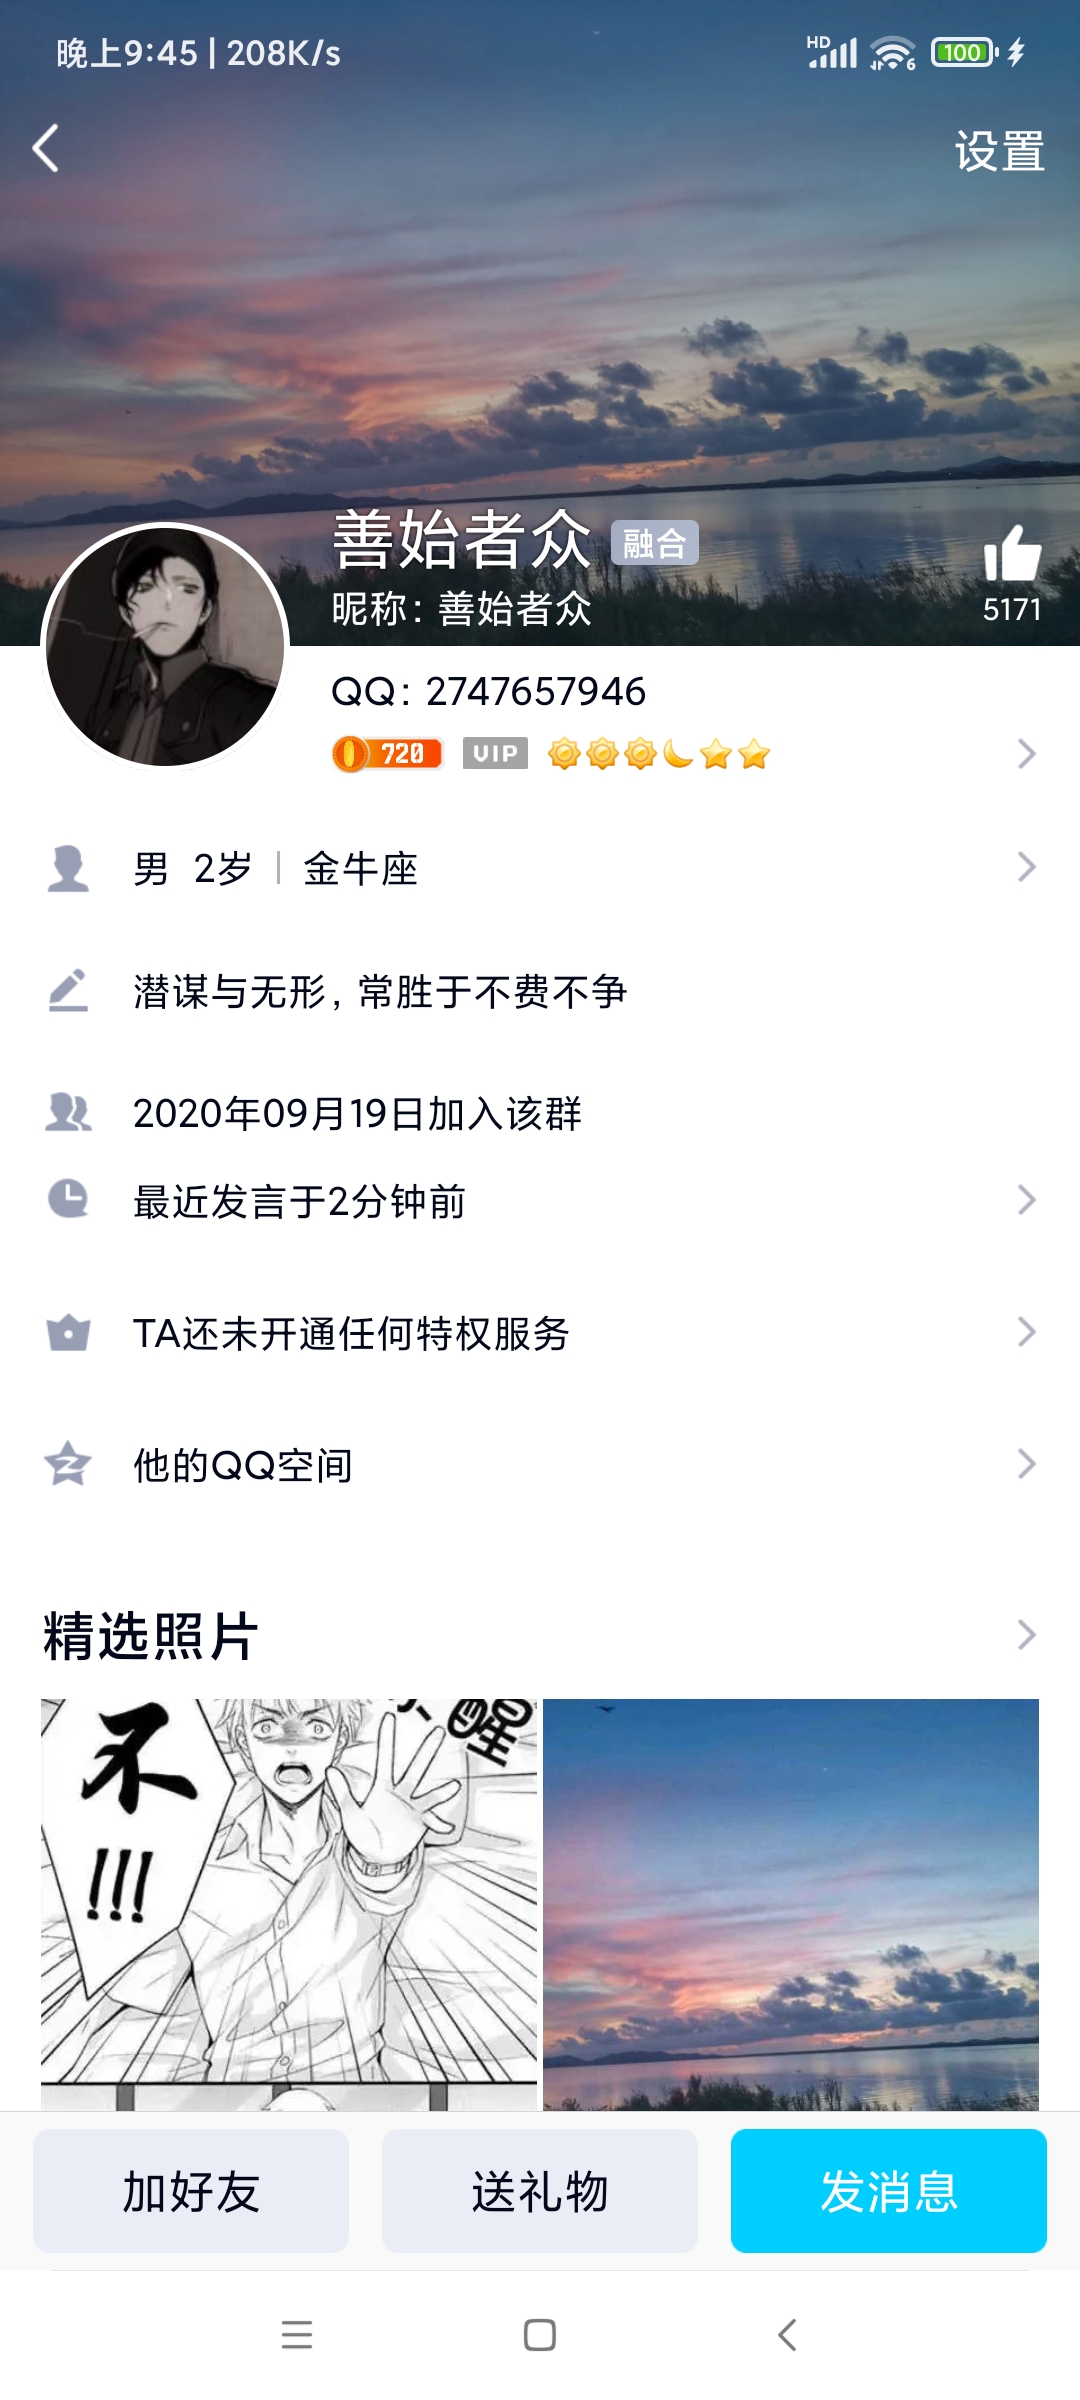 晚上9:45 | 208K/s
HD
6
100
设置
善始者众 融合
昵称：善始者众
5171
QQ：2747657946
720 VIP
男 2岁 | 金牛座
潜谋与无形，常胜于不费不争
2020年09月19日加入该群
最近发言于2分钟前
TA还未开通任何特权服务
他的QQ空间
精选照片
不
!!!
醒
加好友
送礼物
发消息